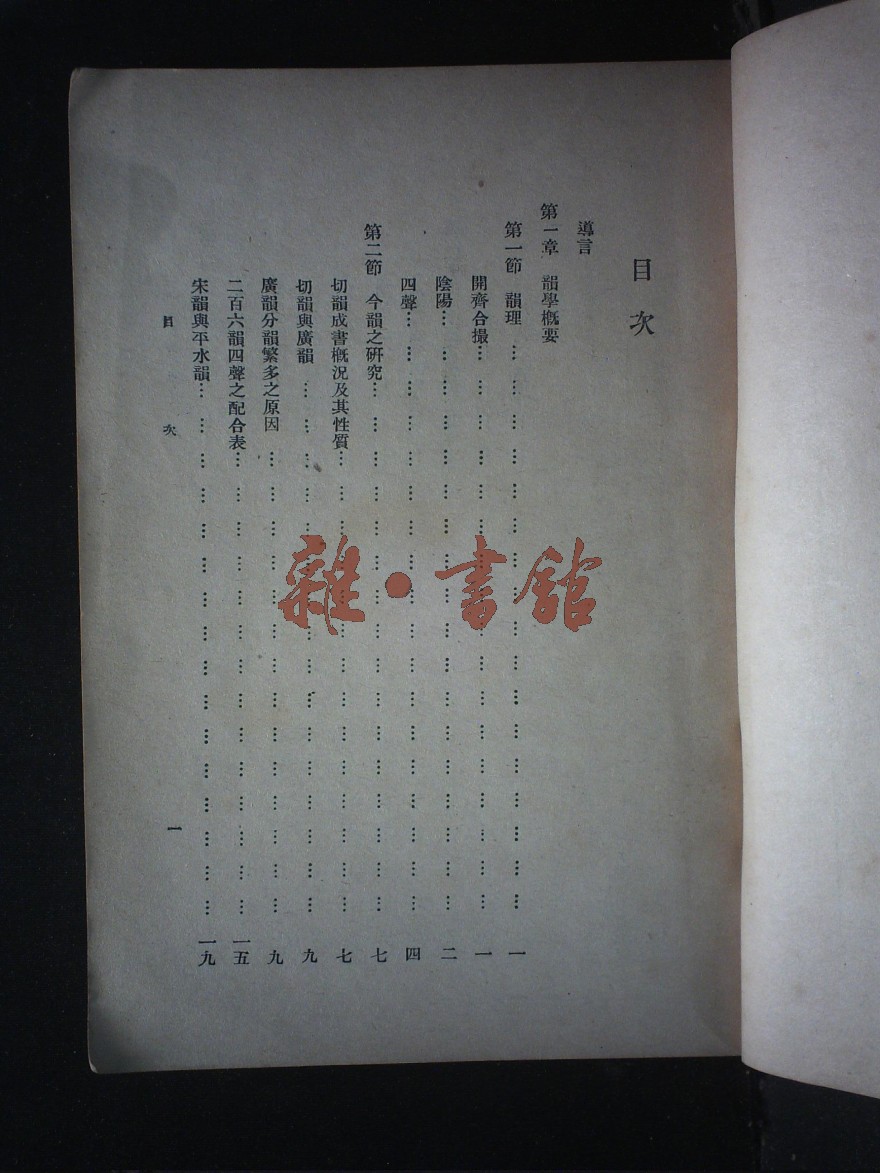 目次
導言
第一章 韻學概要
第一節 韻理 … … … … … … … … … … … … … … … … … 一
開齊合撮… … … … … … … … … … … … … … … … … 一
陰陽… … … … … … … … … … … … … … … … … … 二
四聲… … … … … … … … … … … … … … … … … … 四
第二節 今韻之研究… … … … … … … … … … … … … … … … 七
切韻成書概況及其性質… … … … … … … … … … … … … … 七
切韻與廣韻 … … … … … … … … … … … … … … … … 九
廣韻分韻繁多之原因 … … … … … … … … … … … … … … 九
二百六韻四聲之配合表… … … … … … … … … … … … … … 一五
宋韻與平水韻… … … … … … … … … … … … … … … … 一九
目次
一
雜·書館